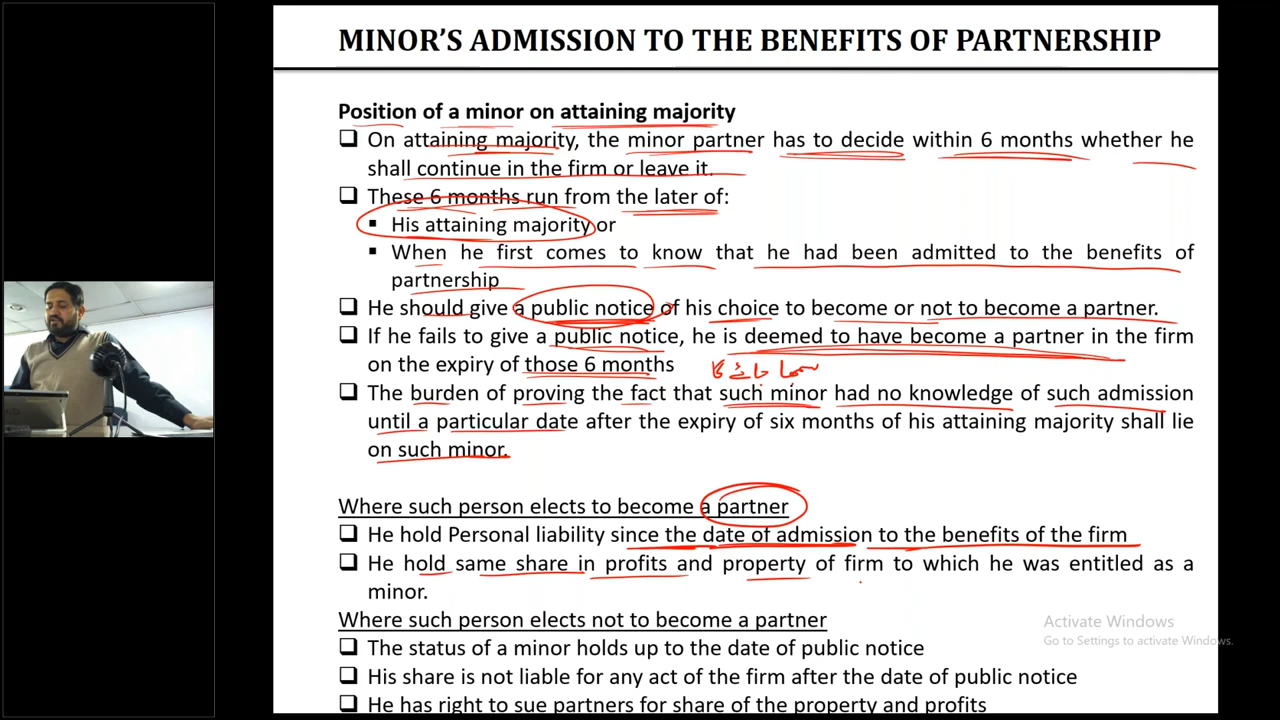 MINOR'S ADMISSION TO THE BENEFITS OF PARTNERSHIP
Position of a minor on attaining majority
On attaining majority, the minor partner has to decide within 6 months whether he
shall continue in the firm or leave it.
These 6 months run from the later of:
His attaining majority or
When he first comes to know that he had been admitted to the benefits of
partnership
He should give a public notice of his choice to become or not to become a partner.
If he fails to give a public notice, he is deemed to have become a partner in the firm
on the expiry of those 6 months
The burden of proving the fact that such minor had no knowledge of such admission
until a particular date after the expiry of six months of his attaining majority shall lie
on such minor.
Where such person elects to become a partner
He hold Personal liability since the date of admission to the benefits of the firm
He hold same share in profits and property of firm to which he was entitled as a
minor.
Where such person elects not to become a partner
The status of a minor holds up to the date of public notice
His share is not liable for any act of the firm after the date of public notice
He has right to sue partners for share of the property and profits
Activate Windows
Go to Settings to activate Windows.